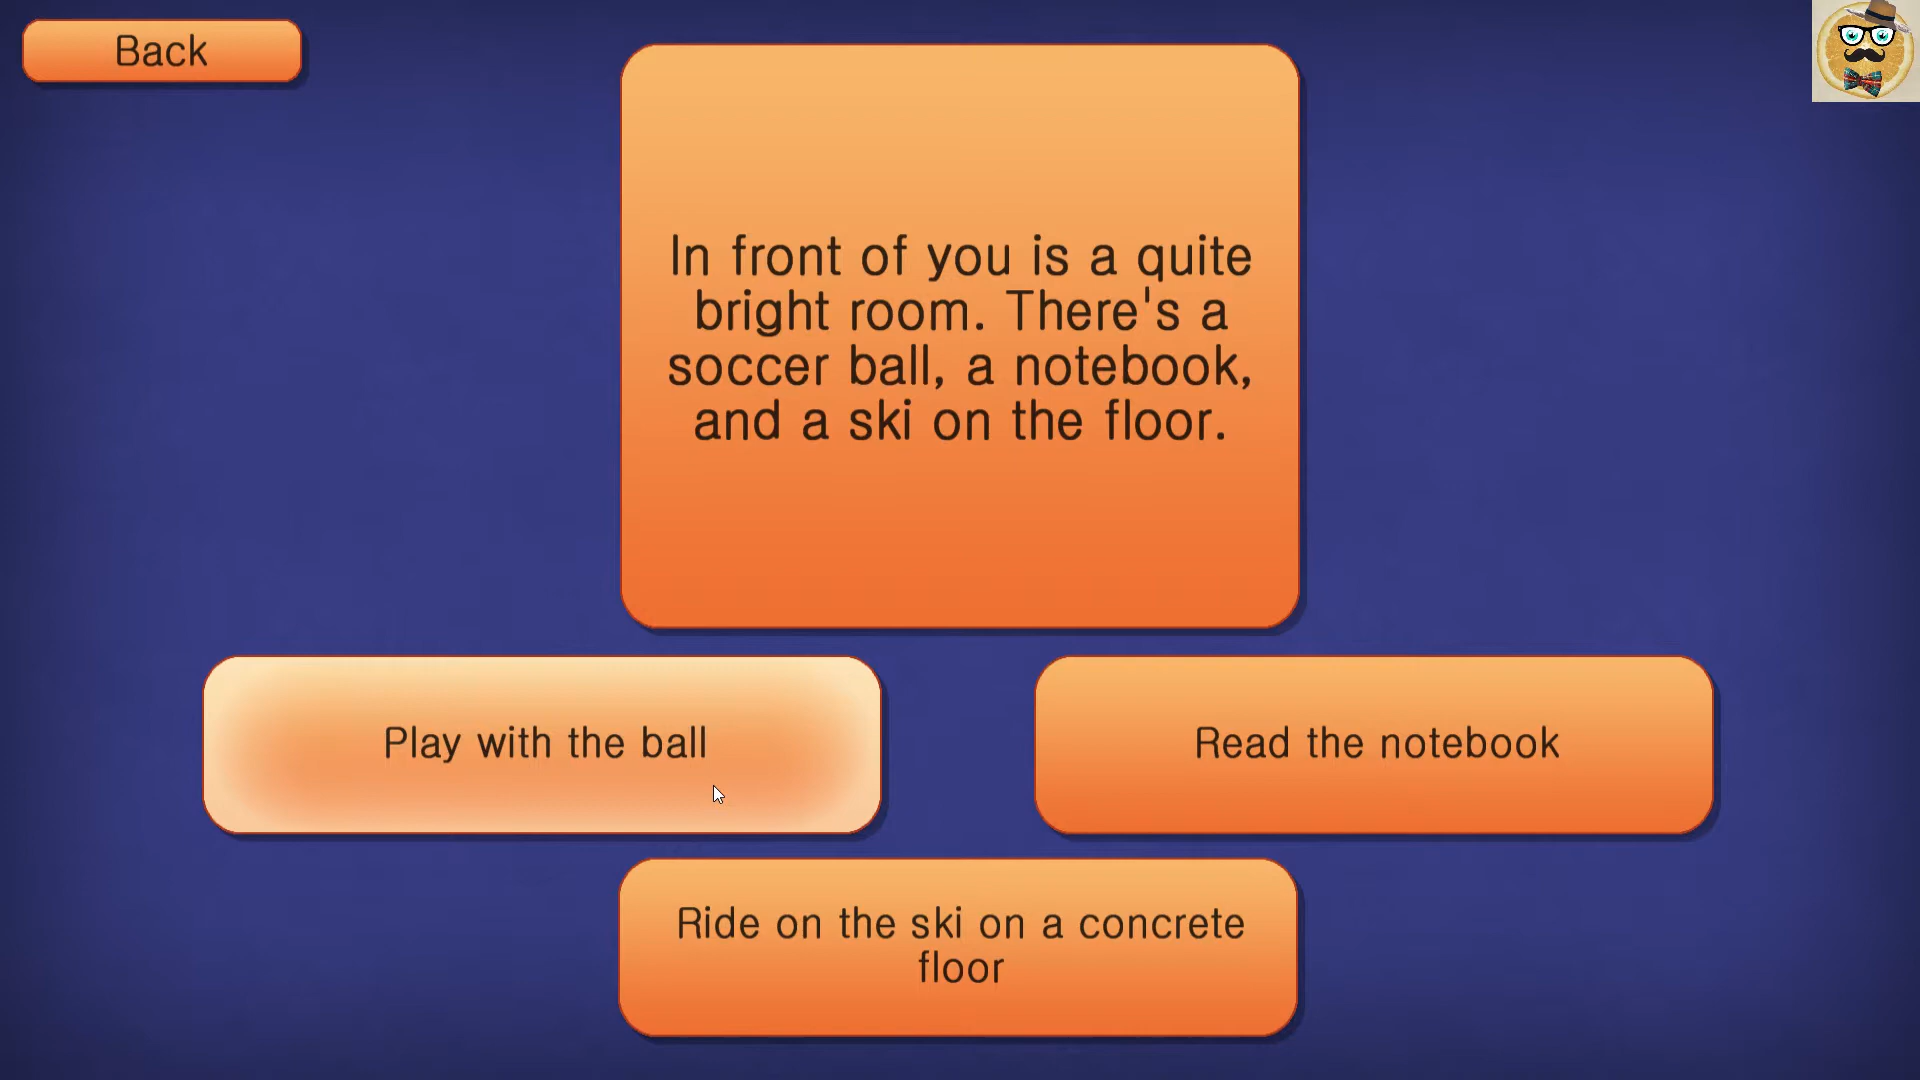 Back
In front of you is a quite
bright room. There's a
soccer ball, a notebook,
and a ski on the floor.
Play with the ball
Read the notebook
Ride on the ski on a concrete
floor